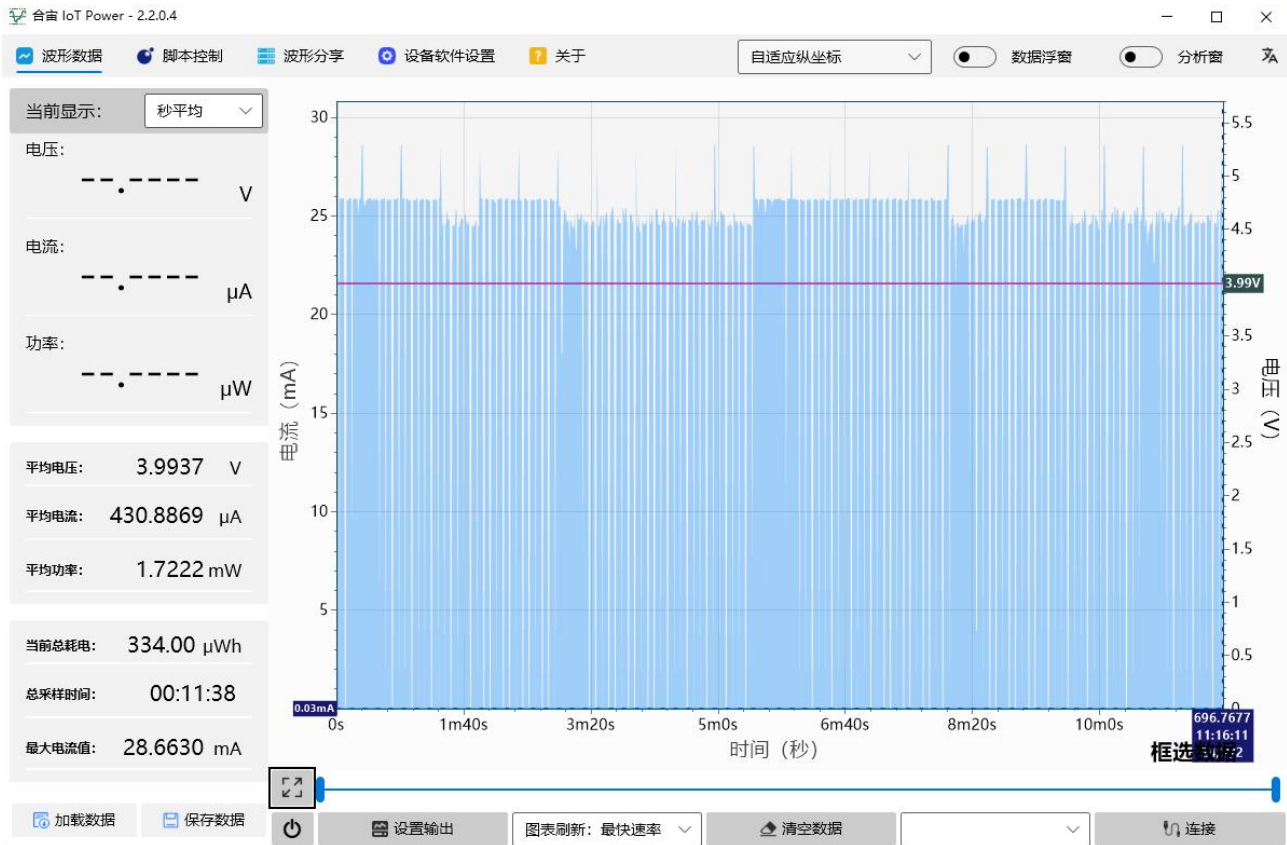 合宙 IoT Power - 2.2.0.4
波形数据 脚本控制 波形分享 设备软件设置 ? 关于 自适应纵坐标 数据浮窗 分析窗
当前显示: 秒平均
电压:
--.---- V
电流:
--.---- μA
功率:
--.---- μW
平均电压: 3.9937 V
平均电流: 430.8869 μA
平均功率: 1.7222 mW
当前总耗电: 334.00 μWh
总采样时间: 00:11:38
最大电流值: 28.6630 mA
加载数据 保存数据
电流（mA）
30
25
20
15
10
5
0.03mA
5.5
5
4.5
3.99V
3.5
3
2.5
2
1.5
1
0.5
0
电压（V）
0s 1m40s 3m20s 5m0s 6m40s 8m20s 10m0s
696.7677
11:16:11
时间（秒）
框选数据
设置输出 图表刷新：最快速率 清空数据 连接